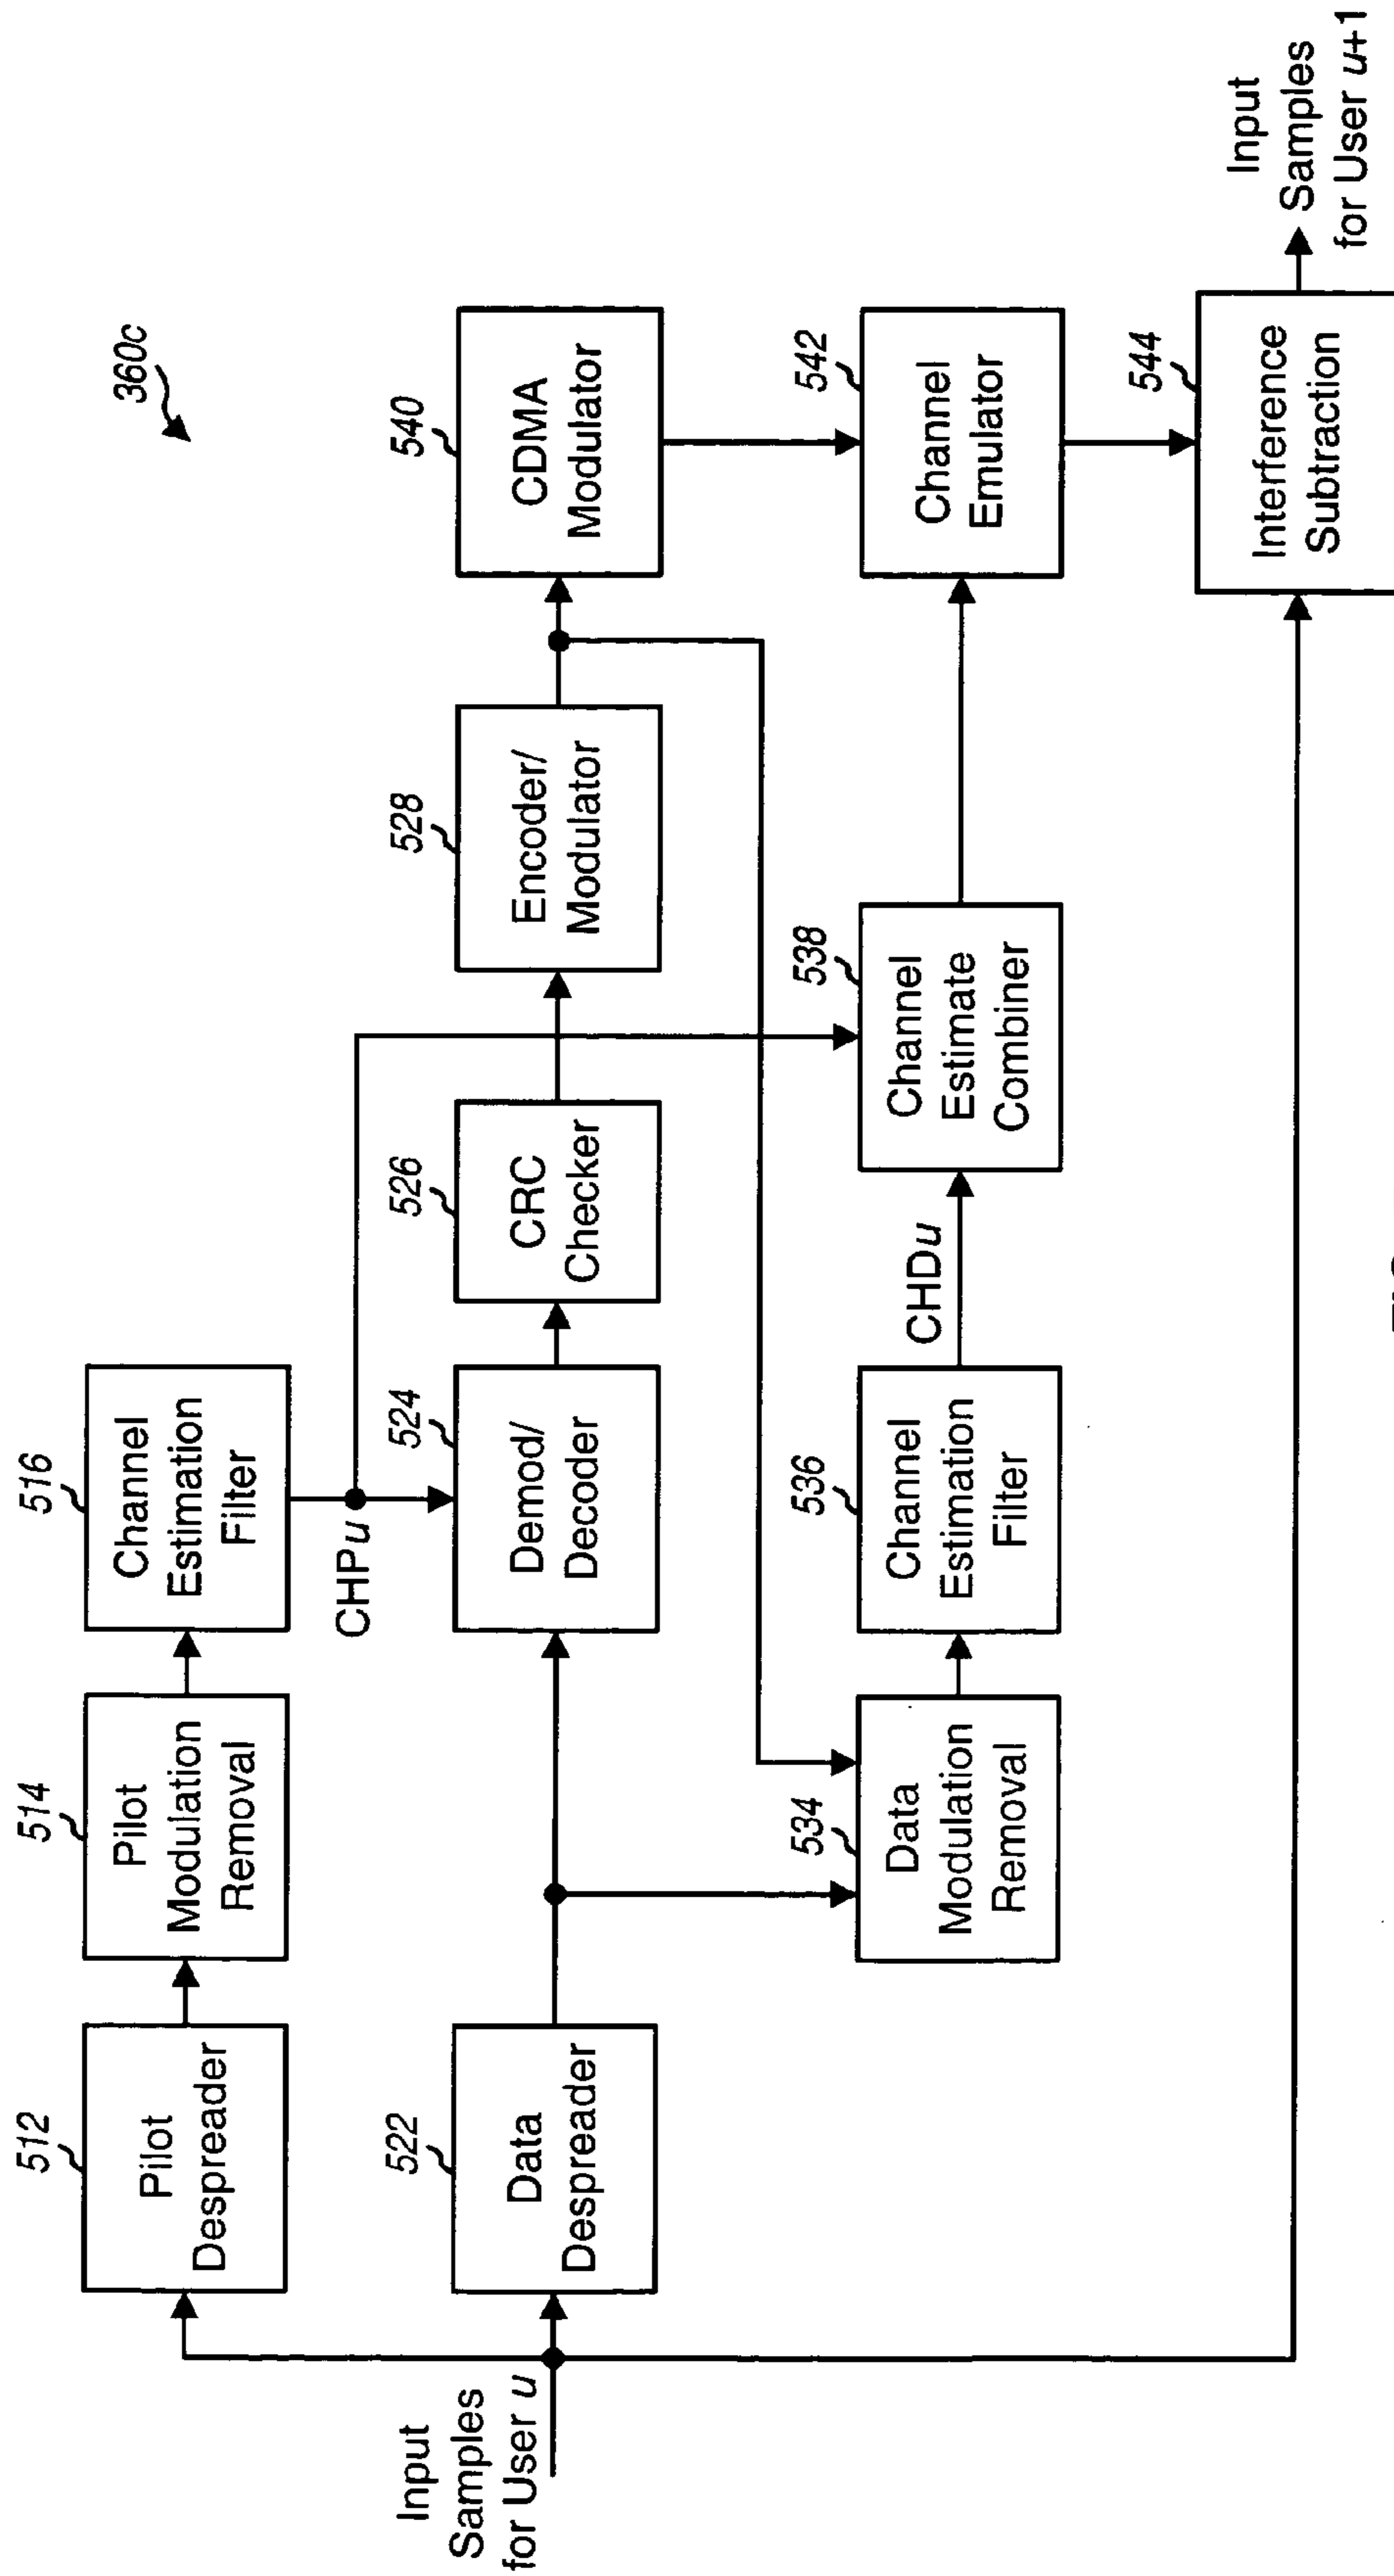 360c
512
Pilot
Despreader
514
Pilot
Modulation
Removal
516
Channel
Estimation
Filter
CHPu
Input
Samples
for User u
522
Data
Despreader
524
Demod/
Decoder
526
CRC
Checker
528
Encoder/
Modulator
540
CDMA
Modulator
534
Data
Modulation
Removal
536
Channel
Estimation
Filter
CHDu
538
Channel
Estimate
Combiner
542
Channel
Emulator
544
Interference
Subtraction
Input
Samples
for User u+1